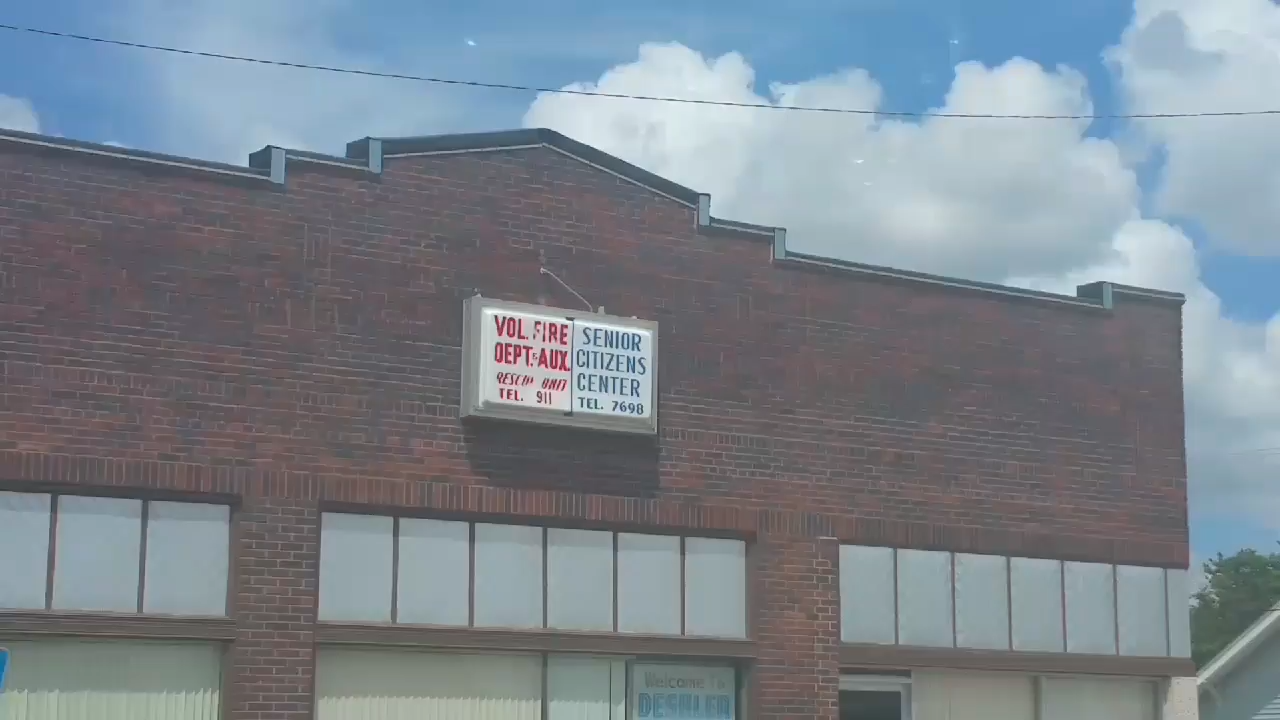 VOL. FIRE
DEPT. & AUX.
RESCUE UNIT
TEL. 911
SENIOR
CITIZENS
CENTER
TEL. 7698
Welcome To
DESHLER